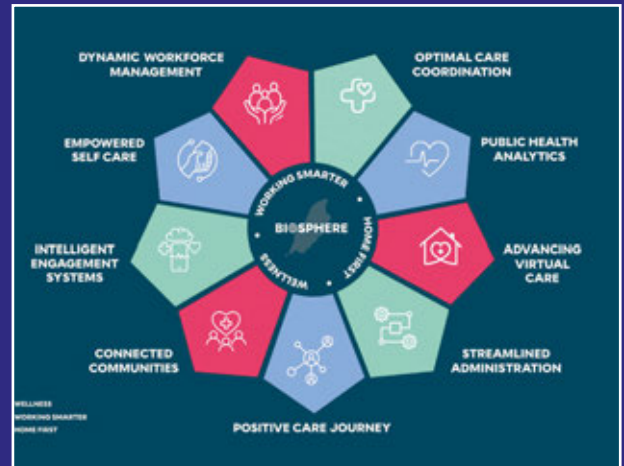 DYNAMIC WORKFORCE
MANAGEMENT
OPTIMAL CARE
COORDINATION
EMPOWERED
SELF CARE
PUBLIC HEALTH
ANALYTICS
WORKING SMARTER
BIOSPHERE
HOME FIRST
WELLNESS
INTELLIGENT
ENGAGEMENT
SYSTEMS
ADVANCING
VIRTUAL
CARE
CONNECTED
COMMUNITIES
STREAMLINED
ADMINISTRATION
POSITIVE CARE JOURNEY
WELLNESS
WORKING SMARTER
HOME FIRST